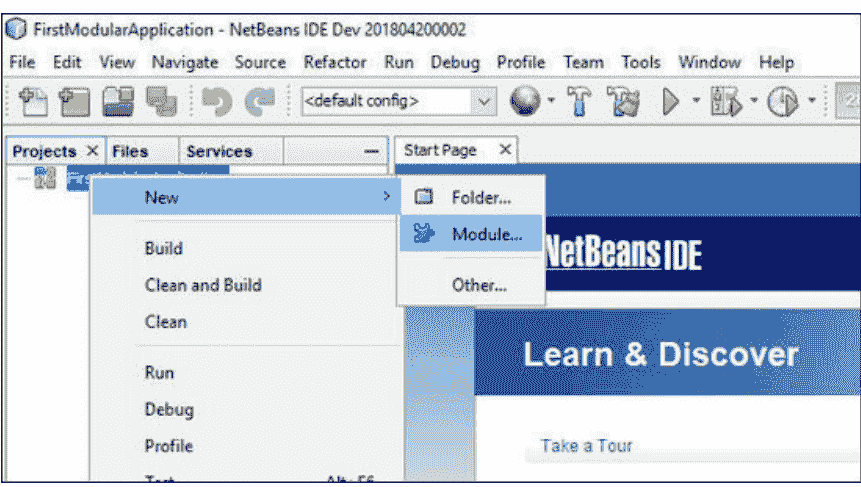 FirstModularApplication - NetBeans IDE Dev 201804200002
File Edit View Navigate Source Refactor Run Debug Profile Team Tools Window Help
<default config>
Projects Files Services Start Page
New
Folder...
Module...
NetBeans IDE
Build
Clean and Build
Other...
Clean
Learn & Discover
Run
Debug
Profile
Take a Tour